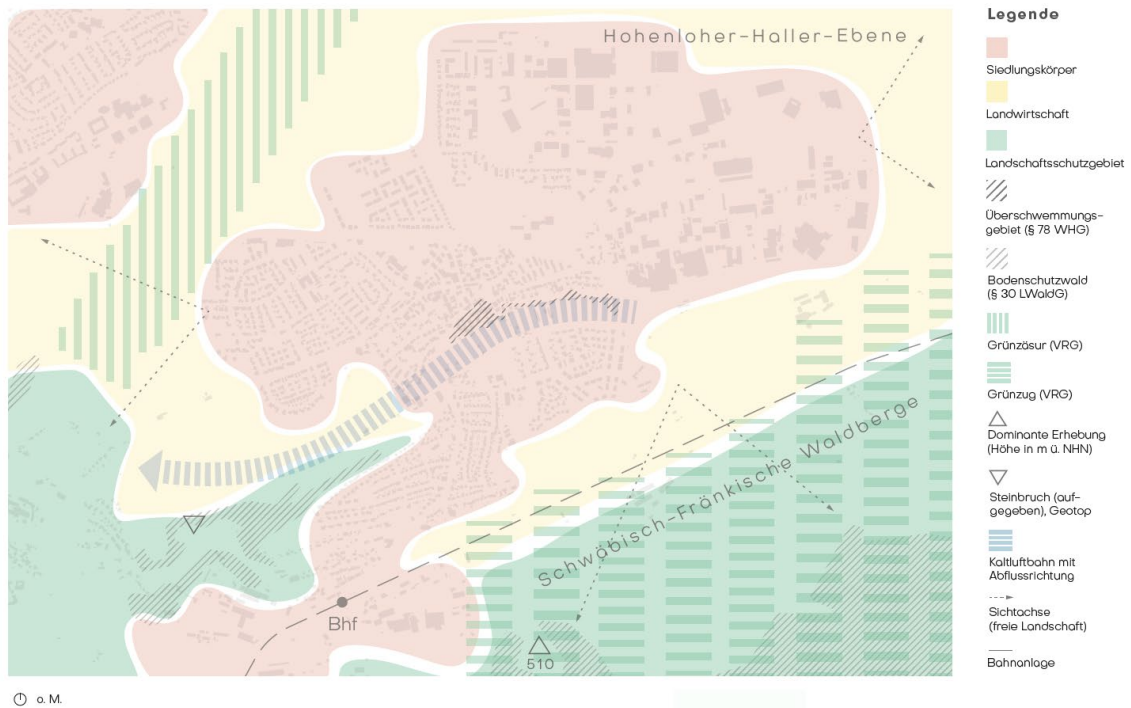 Hohenloher-Haller-Ebene
Schwäbisch-Fränkische Waldberge
Bhf
510
o. M.
Legende
Siedlungskörper
Landwirtschaft
Landschaftsschutzgebiet
Überschwemmungs-
gebiet (§ 78 WHG)
Bodenschutzwald
(§ 30 LWaldG)
Grünzäsur (VRG)
Grünzug (VRG)
Dominante Erhebung
(Höhe in m ü. NHN)
Steinbruch (auf-
gegeben), Geotop
Kaltluftbahn mit
Abflussrichtung
Sichtachse
(freie Landschaft)
Bahnanlage